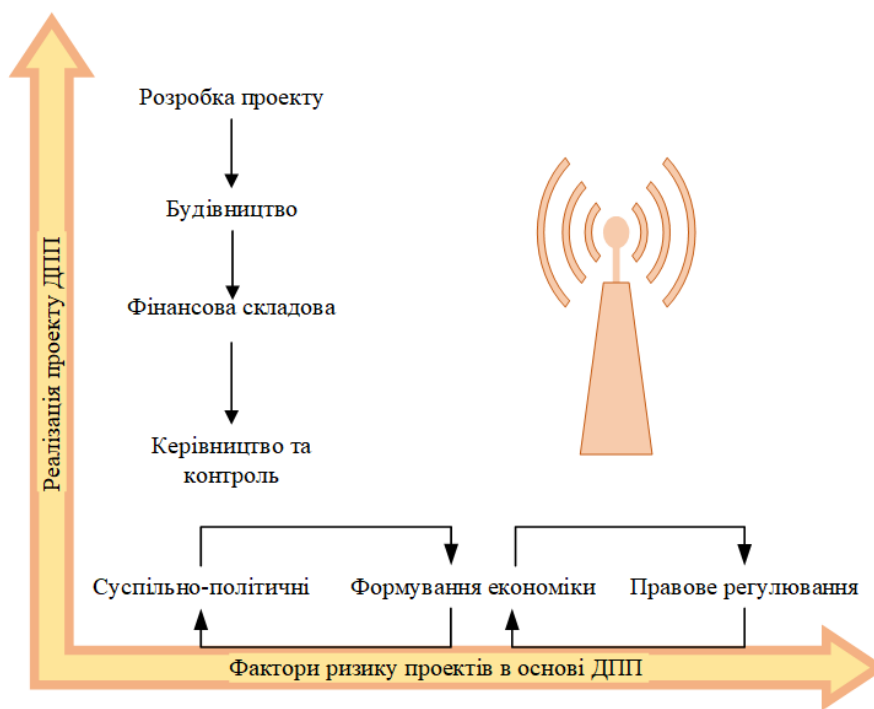 Розробка проекту
Будівництво
Фінансова складова
Керівництво та
контроль
Реалізація проекту ДПП
Суспільно-політичні
Формування економіки
Правове регулювання
Фактори ризику проектів в основі ДПП